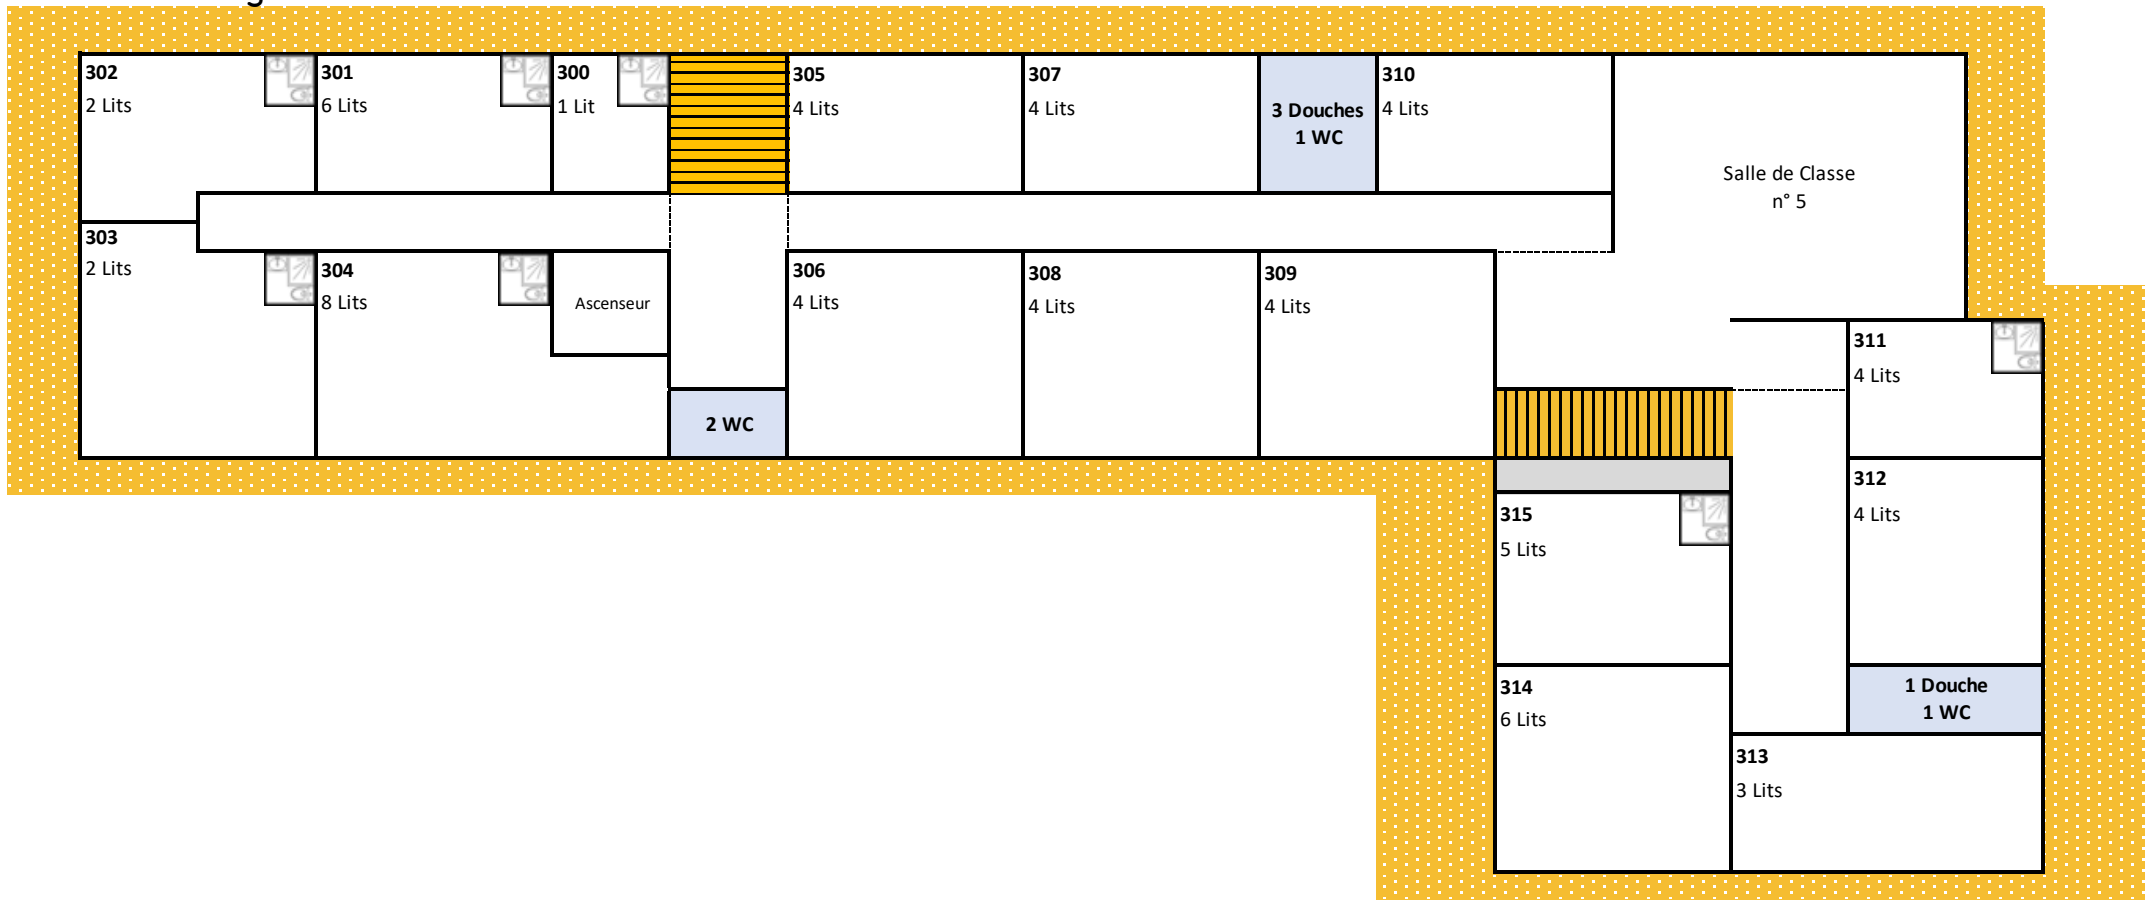 302
2 Lits
301
6 Lits
300
1 Lit
305
4 Lits
307
4 Lits
3 Douches
1 WC
310
4 Lits
Salle de Classe
n° 5
303
2 Lits
304
8 Lits
Ascenseur
306
4 Lits
308
4 Lits
309
4 Lits
311
4 Lits
2 WC
312
4 Lits
315
5 Lits
314
6 Lits
1 Douche
1 WC
313
3 Lits